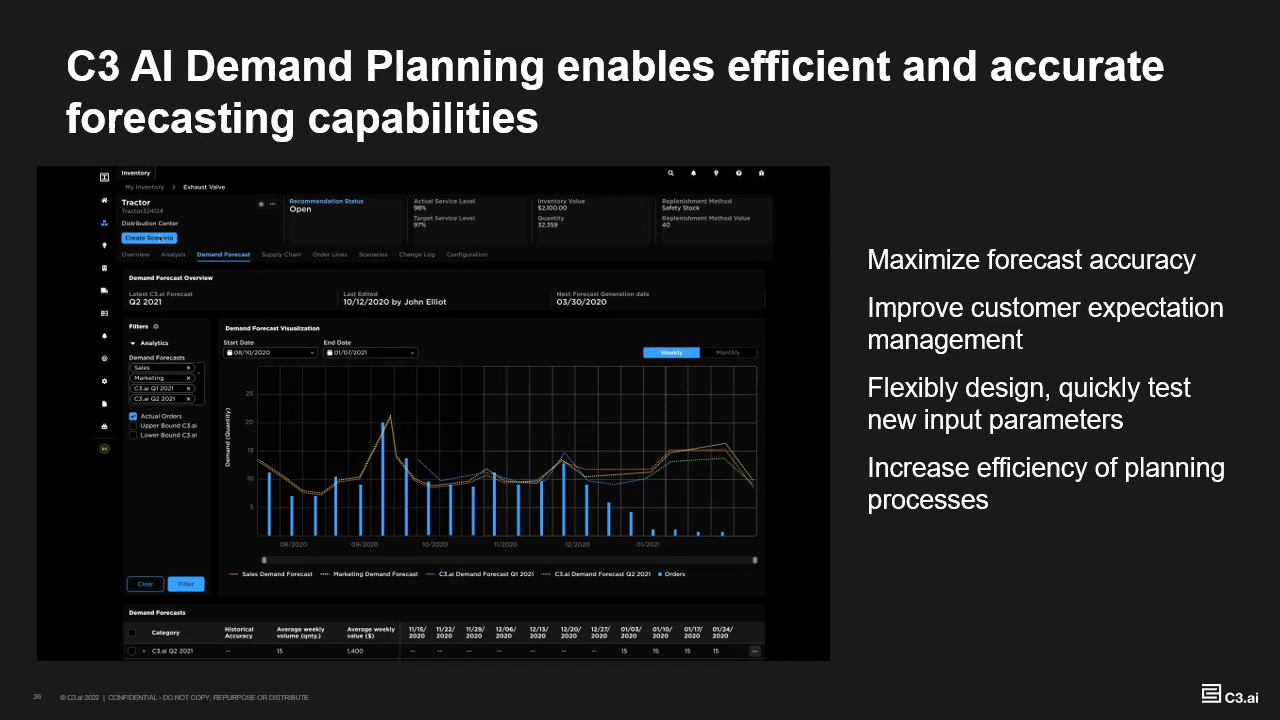 C3 AI Demand Planning enables efficient and accurate
forecasting capabilities
Inventory
My Inventory > Exhaust Valve
Tractor
Tractor324124
Distribution Center
Create Scenario
Recommendation Status
Open
Actual Service Level
98%
Target Service Level
97%
Inventory Value
$2,100.00
Quantity
32,359
Replenishment Method
Safety Stock
Replenishment Method Value
40
Overview Analysis Demand Forecast Supply Chain Order Lines Scenarios Change Log Configuration
Demand Forecast Overview
Latest C3.ai Forecast
Q2 2021
Last Edited
10/12/2020 by John Elliot
Next Forecast Generation date
03/30/2020
Filters
Analytics
Demand Forecasts
Sales
Marketing
C3.ai Q1 2021
C3.ai Q2 2021
Actual Orders
Upper Bound C3.ai
Lower Bound C3.ai
Clear Filter
Demand Forecast Visualization
Start Date End Date
08/10/2020 01/07/2021
Weekly Monthly
Demand (Quantity)
25
20
15
10
5
08/2020 09/2020 10/2020 11/2020 12/2020 01/2021
Sales Demand Forecast Marketing Demand Forecast C3.ai Demand Forecast Q1 2021 C3.ai Demand Forecast Q2 2021 Orders
Demand Forecasts
Category Historical Accuracy Average weekly volume (qnty.) Average weekly value ($) 11/15/2020 11/22/2020 11/29/2020 12/06/2020 12/13/2020 12/20/2020 12/27/2020 01/03/2020 01/10/2020 01/17/2020 01/24/2020
C3.ai Q2 2021 -- 15 1,400 -- -- -- -- -- -- -- 15 15 15 15
Maximize forecast accuracy
Improve customer expectation
management
Flexibly design, quickly test
new input parameters
Increase efficiency of planning
processes
26 © C3.ai 2022 | CONFIDENTIAL - DO NOT COPY, REPURPOSE OR DISTRIBUTE
C3.ai